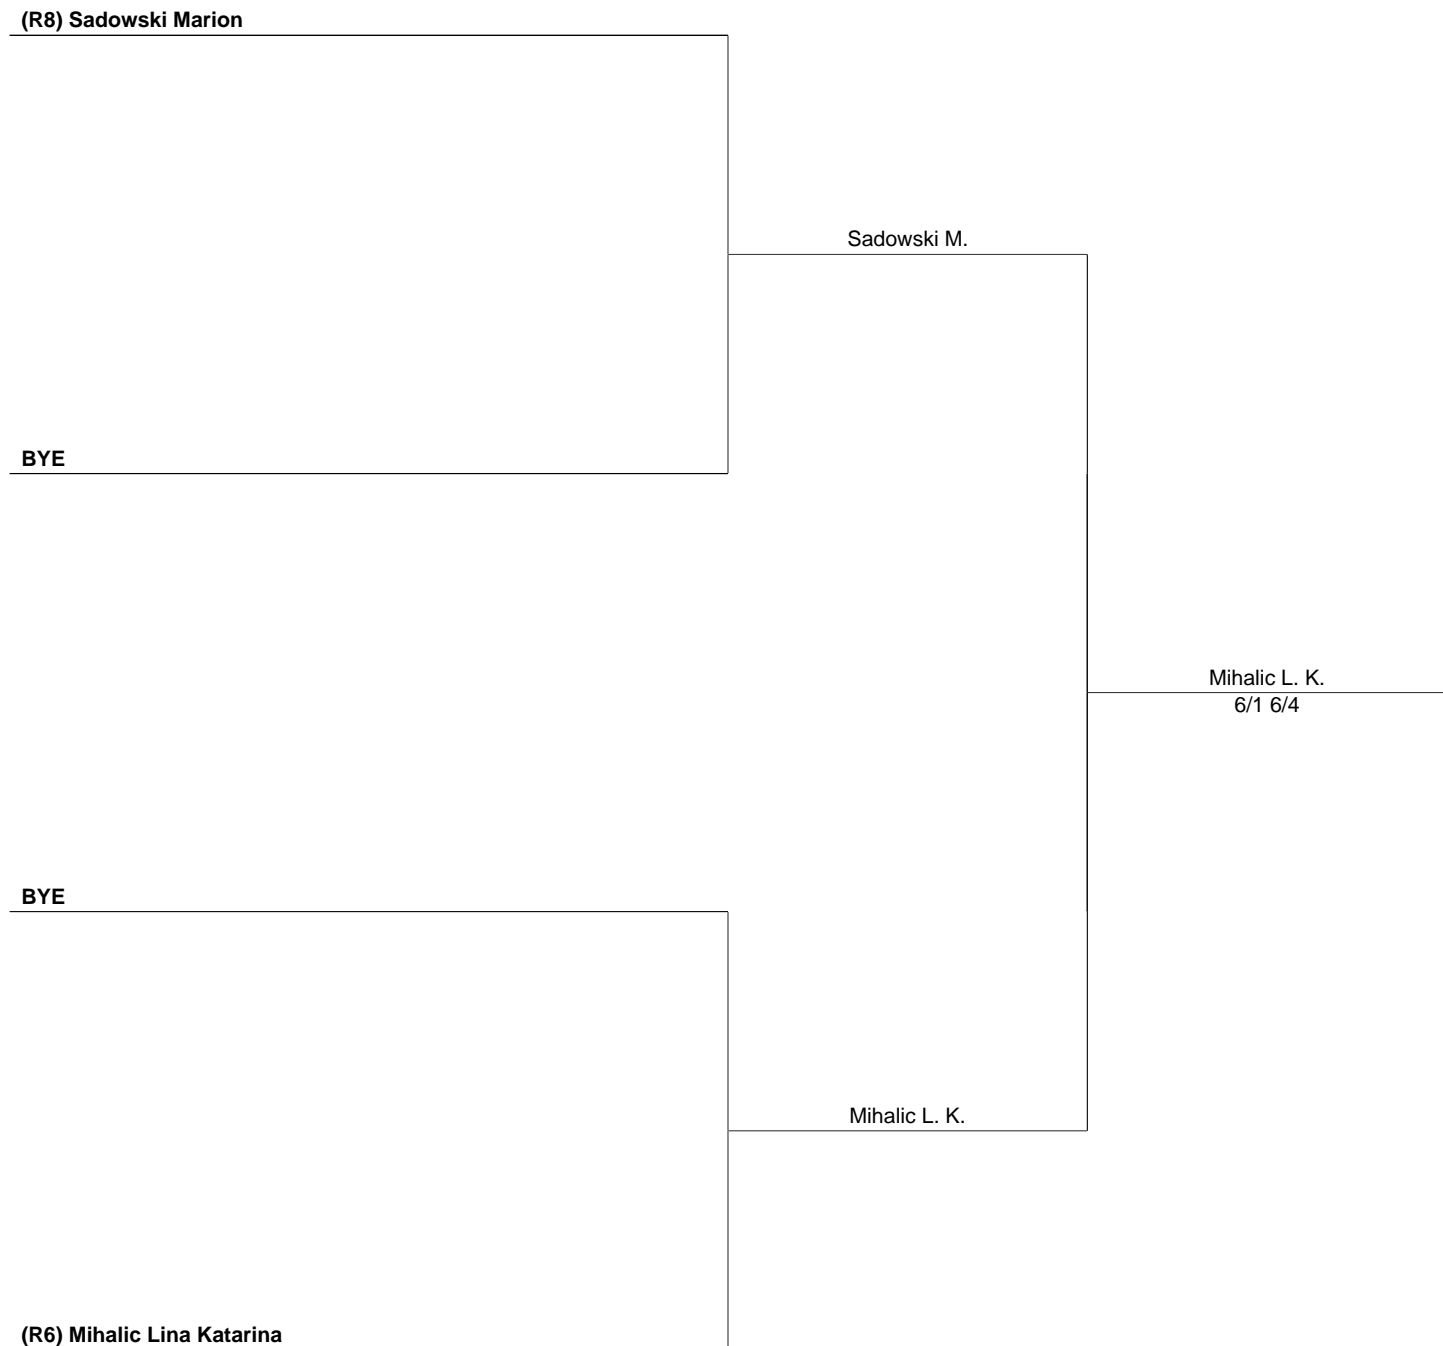 (R8) Sadowski Marion
Sadowski M.
BYE
Mihalic L. K.
6/1 6/4
BYE
Mihalic L. K.
(R6) Mihalic Lina Katarina